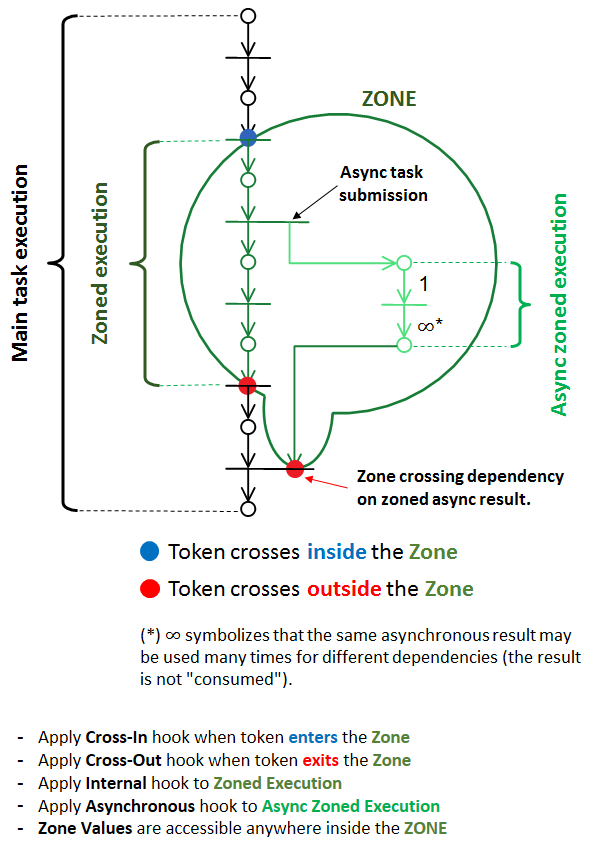 ZONE
Async task
submission
Main task execution
Zoned execution
1
∞*
Async zoned execution
Zone crossing dependency
on zoned async result.
Token crosses inside the Zone
Token crosses outside the Zone
(*) ∞ symbolizes that the same asynchronous result may
be used many times for different dependencies (the result
is not "consumed").
- Apply Cross-In hook when token enters the Zone
- Apply Cross-Out hook when token exits the Zone
- Apply Internal hook to Zoned Execution
- Apply Asynchronous hook to Async Zoned Execution
- Zone Values are accessible anywhere inside the ZONE